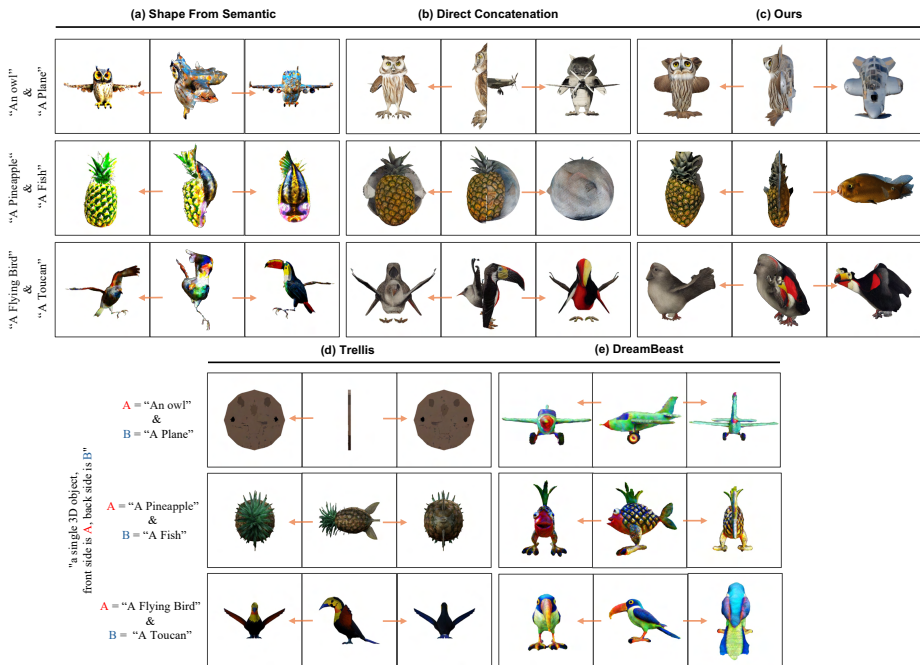 (a) Shape From Semantic
(b) Direct Concatenation
(c) Ours
“An owl”
&
“A Plane”
“A Pineapple“
&
“A Fish”
“A Flying Bird”
&
“A Toucan”
(d) Trellis
(e) DreamBeast
"a single 3D object,
front side is A, back side is B"
A = “An owl”
&
B = “A Plane”
A = “A Pineapple”
&
B = “A Fish”
A = “A Flying Bird”
&
B = “A Toucan”